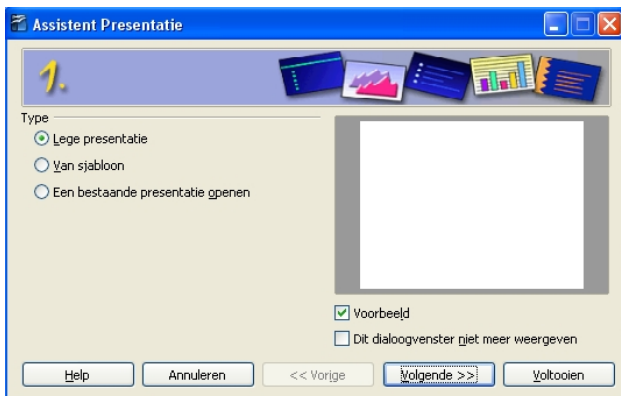 Assistent Presentatie
1.
Type
Lege presentatie
Van sjabloon
Een bestaande presentatie openen
Voorbeeld
Dit dialoogvenster niet meer weergeven
Help Annuleren << Vorige Volgende >> Voltooien